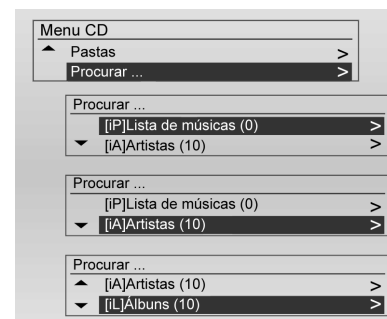 Menu CD
Pastas >
Procurar ... >
Procurar ...
[iP]Lista de músicas (0) >
[iA]Artistas (10) >
Procurar ...
[iP]Lista de músicas (0) >
[iA]Artistas (10) >
Procurar ...
[iA]Artistas (10) >
[iL]Álbuns (10) >